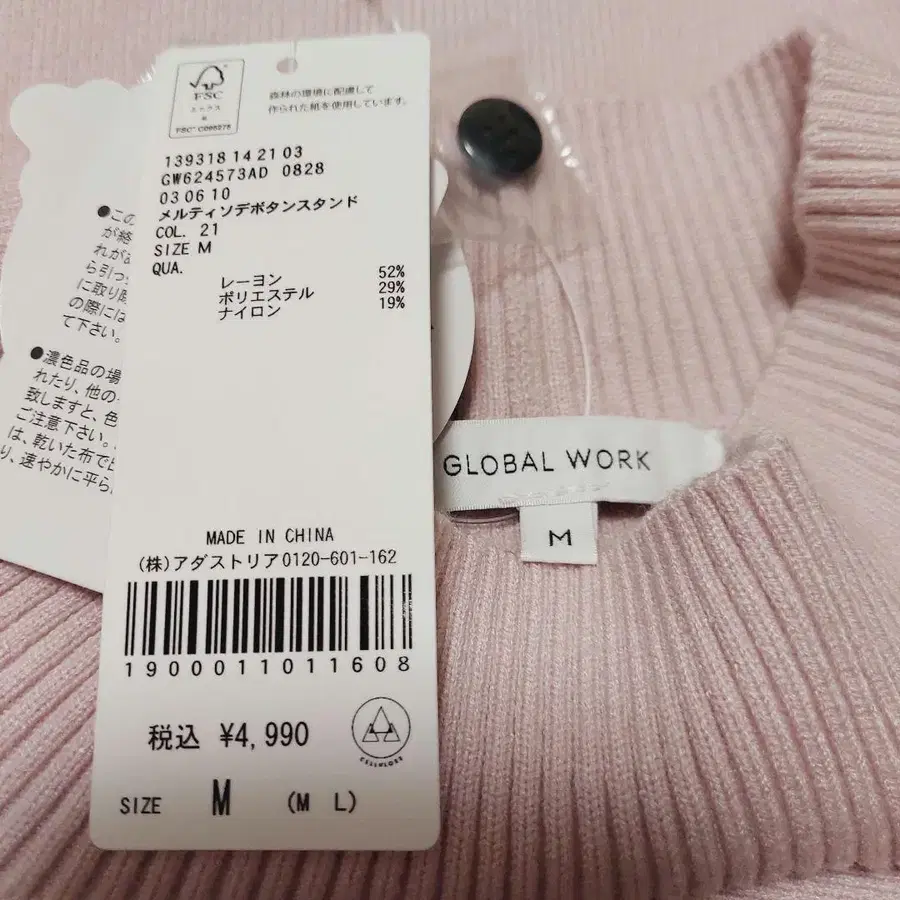 FSC
ミックス
紙
FSC® C095275
森林の環境に配慮して
作られた紙を使用しています。
139318 14 21 03
GW624573AD 0828
03 06 10
メルティソデボタンスタンド
COL. 21
SIZE M
QUA.
レーヨン 52%
ポリエステル 29%
ナイロン 19%
MADE IN CHINA
(株)アダストリア0120-601-162
1900011011608
税込 ¥4,990
CELLULOSE
SIZE M (M L)
●この
が絡
れがあ
ら引っ
に取り
の際には
て下さい。
●濃色品の場
れたり、他の
致しますと、色
ご注意下さい。
は、乾いた布で
り、速やかに平ら
GLOBAL WORK
M